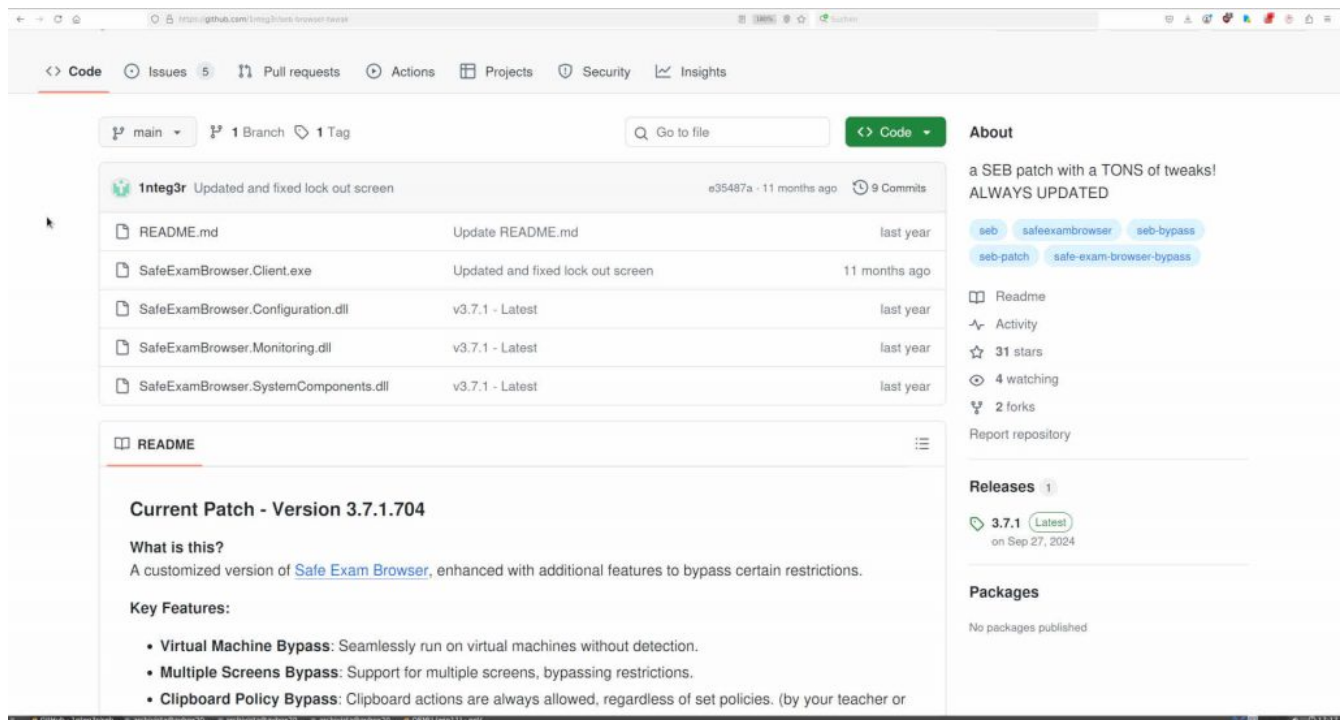 https://github.com/1nteg3r/seb-browser-tweak
180%
Suchen
Code
Issues 5
Pull requests
Actions
Projects
Security
Insights
main
1 Branch
1 Tag
Go to file
Code
1nteg3r Updated and fixed lock out screen
e35487a · 11 months ago
9 Commits
README.md Update README.md last year
SafeExamBrowser.Client.exe Updated and fixed lock out screen 11 months ago
SafeExamBrowser.Configuration.dll v3.7.1 - Latest last year
SafeExamBrowser.Monitoring.dll v3.7.1 - Latest last year
SafeExamBrowser.SystemComponents.dll v3.7.1 - Latest last year
README
Current Patch - Version 3.7.1.704
What is this?
A customized version of Safe Exam Browser, enhanced with additional features to bypass certain restrictions.
Key Features:
• Virtual Machine Bypass: Seamlessly run on virtual machines without detection.
• Multiple Screens Bypass: Support for multiple screens, bypassing restrictions.
• Clipboard Policy Bypass: Clipboard actions are always allowed, regardless of set policies. (by your teacher or
About
a SEB patch with a TONS of tweaks!
ALWAYS UPDATED
seb safeexambrowser seb-bypass
seb-patch safe-exam-browser-bypass
Readme
Activity
31 stars
4 watching
2 forks
Report repository
Releases 1
3.7.1 Latest
on Sep 27, 2024
Packages
No packages published